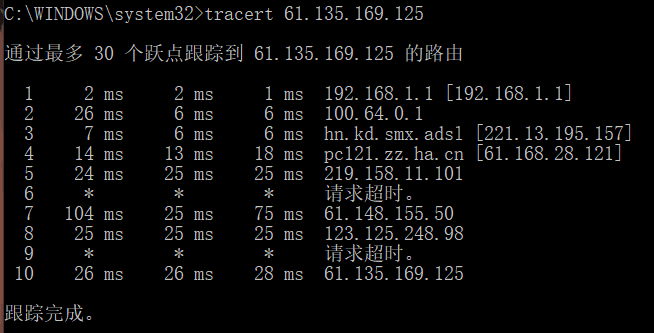 C:\WINDOWS\system32>tracert 61.135.169.125
通过最多 30 个跃点跟踪到 61.135.169.125 的路由
1 2 ms 2 ms 1 ms 192.168.1.1 [192.168.1.1]
2 26 ms 6 ms 6 ms 100.64.0.1
3 7 ms 6 ms 6 ms hn.kd.smx.adsl [221.13.195.157]
4 14 ms 13 ms 18 ms pc121.zz.ha.cn [61.168.28.121]
5 24 ms 25 ms 25 ms 219.158.11.101
6 * * * 请求超时。
7 104 ms 25 ms 75 ms 61.148.155.50
8 25 ms 25 ms 25 ms 123.125.248.98
9 * * * 请求超时。
10 26 ms 26 ms 28 ms 61.135.169.125
跟踪完成。